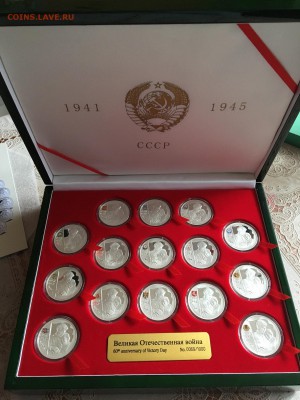 COINS.LAVE.RU
1941
1945
СССР
Великая Отечественная война
60th anniversary of Victory Day